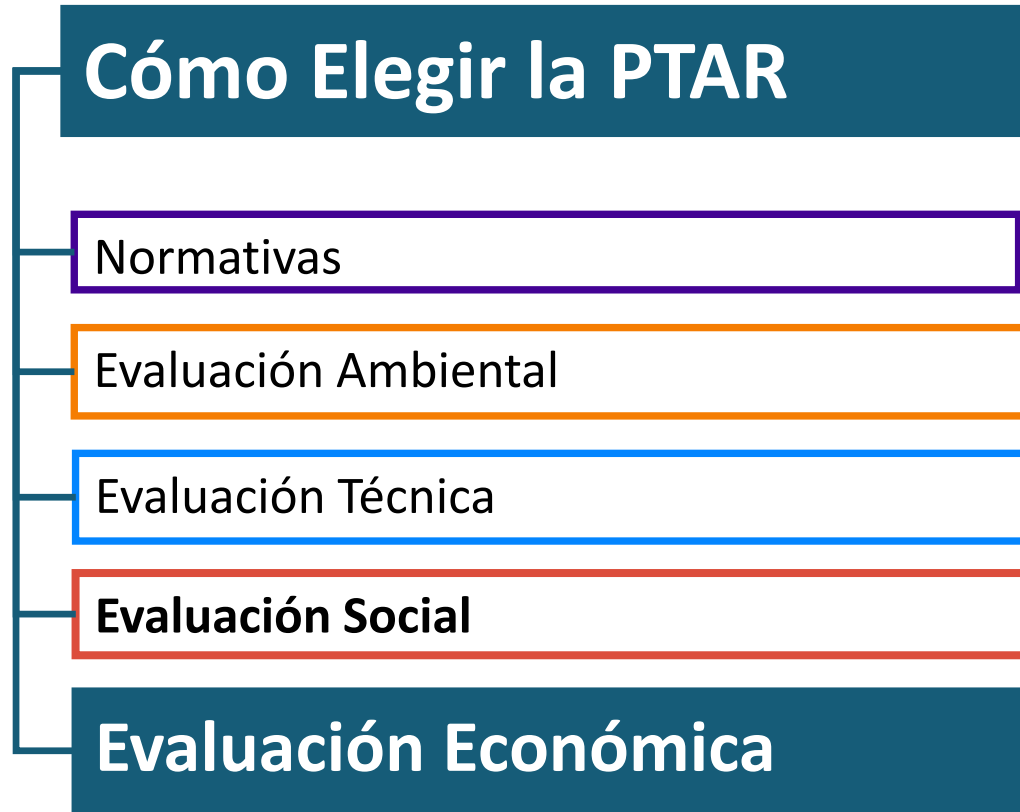 Cómo Elegir la PTAR
Normativas
Evaluación Ambiental
Evaluación Técnica
Evaluación Social
Evaluación Económica